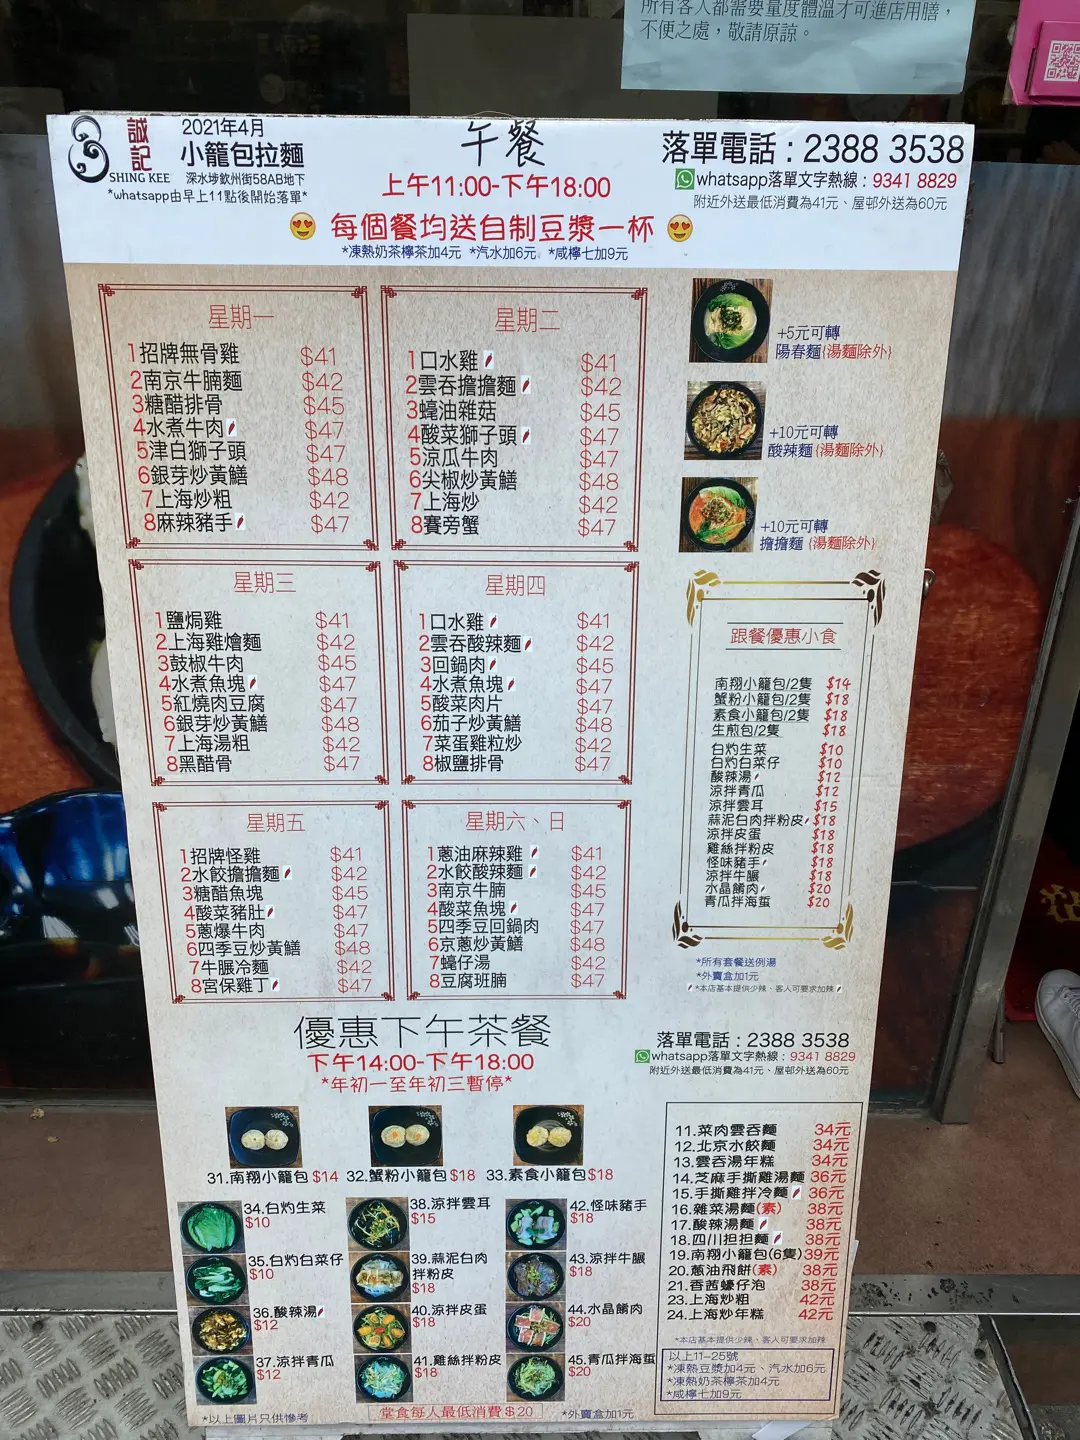 所有客人都需要量度體溫才可進店用膳，
不便之處，敬請原諒。
誠記
SHING KEE
2021年4月
小籠包拉麵
深水埗欽州街58AB地下
*whatsapp由早上11點後開始落單*
午餐
上午11:00-下午18:00
落單電話：2388 3538
whatsapp落單文字熱線：9341 8829
附近外送最低消費為41元、屋邨外送為60元
每個餐均送自制豆漿一杯
*凍熱奶茶檸茶加4元 *汽水加6元 *咸檸七加9元
星期一
1招牌無骨雞 $41
2南京牛腩麵 $42
3糖醋排骨 $45
4水煮牛肉 $47
5津白獅子頭 $47
6銀芽炒黃鱔 $48
7上海炒粗 $42
8麻辣豬手 $47
星期二
1口水雞 $41
2雲吞擔擔麵 $42
3蠔油雜菇 $45
4酸菜獅子頭 $47
5涼瓜牛肉 $47
6尖椒炒黃鱔 $48
7上海炒 $42
8賽旁蟹 $47
+5元可轉
陽春麵{湯麵除外}
+10元可轉
酸辣麵{湯麵除外}
+10元可轉
擔擔麵{湯麵除外}
星期三
1鹽焗雞 $41
2上海雞燴麵 $42
3鼓椒牛肉 $45
4水煮魚塊 $47
5紅燒肉豆腐 $47
6銀芽炒黃鱔 $48
7上海湯粗 $42
8黑醋骨 $47
星期四
1口水雞 $41
2雲吞酸辣麵 $42
3回鍋肉 $45
4水煮魚塊 $47
5酸菜肉片 $47
6茄子炒黃鱔 $48
7菜蛋雞粒炒 $42
8椒鹽排骨 $47
跟餐優惠小食
南翔小籠包/2隻 $14
蟹粉小籠包/2隻 $18
素食小籠包/2隻 $18
生煎包/2隻 $18
白灼生菜 $10
白灼白菜仔 $10
酸辣湯 $12
涼拌青瓜 $12
涼拌雲耳 $15
蒜泥白肉拌粉皮 $18
涼拌皮蛋 $18
雞絲拌粉皮 $18
怪味豬手 $18
涼拌牛𦟌 $18
水晶餚肉 $20
青瓜拌海蜇 $20
*所有套餐送例湯
*外賣盒加1元
*本店基本提供少辣、客人可要求加辣
星期五
1招牌怪雞 $41
2水餃擔擔麵 $42
3糖醋魚塊 $45
4酸菜豬肚 $47
5蔥爆牛肉 $47
6四季豆炒黃鱔 $48
7牛𦟌冷麵 $42
8宮保雞丁 $47
星期六、日
1蔥油麻辣雞 $41
2水餃酸辣麵 $42
3南京牛腩 $45
4酸菜魚塊 $47
5四季豆回鍋肉 $47
6京蔥炒黃鱔 $48
7蠔仔湯 $42
8豆腐班腩 $47
優惠下午茶餐
下午14:00-下午18:00
*年初一至年初三暫停*
落單電話：2388 3538
whatsapp落單文字熱線：9341 8829
附近外送最低消費為41元、屋邨外送為60元
31.南翔小籠包 $14
32.蟹粉小籠包 $18
33.素食小籠包 $18
34.白灼生菜
$10
35.白灼白菜仔
$10
36.酸辣湯
$12
37.涼拌青瓜
$12
38.涼拌雲耳
$15
39.蒜泥白肉
拌粉皮
$18
40.涼拌皮蛋
$18
41.雞絲拌粉皮
$18
42.怪味豬手
$18
43.涼拌牛𦟌
$18
44.水晶餚肉
$20
45.青瓜拌海蜇
$20
11.菜肉雲吞麵 34元
12.北京水餃麵 34元
13.雲吞湯年糕 34元
14.芝麻手撕雞湯麵 36元
15.手撕雞拌冷麵 36元
16.雜菜湯麵(素) 38元
17.酸辣湯麵 38元
18.四川担担麵 38元
19.南翔小籠包(6隻) 39元
20.蔥油飛餅(素) 38元
21.香茜蠔仔泡 38元
23.上海炒粗 42元
24.上海炒年糕 42元
*本店基本提供少辣、客人可要求加辣
以上11-25號
*凍熱豆漿加4元、汽水加6元
*凍熱奶茶檸茶加4元
*咸檸七加9元
*以上圖片只供慘考
堂食每人最低消費$20
*外賣盒加1元